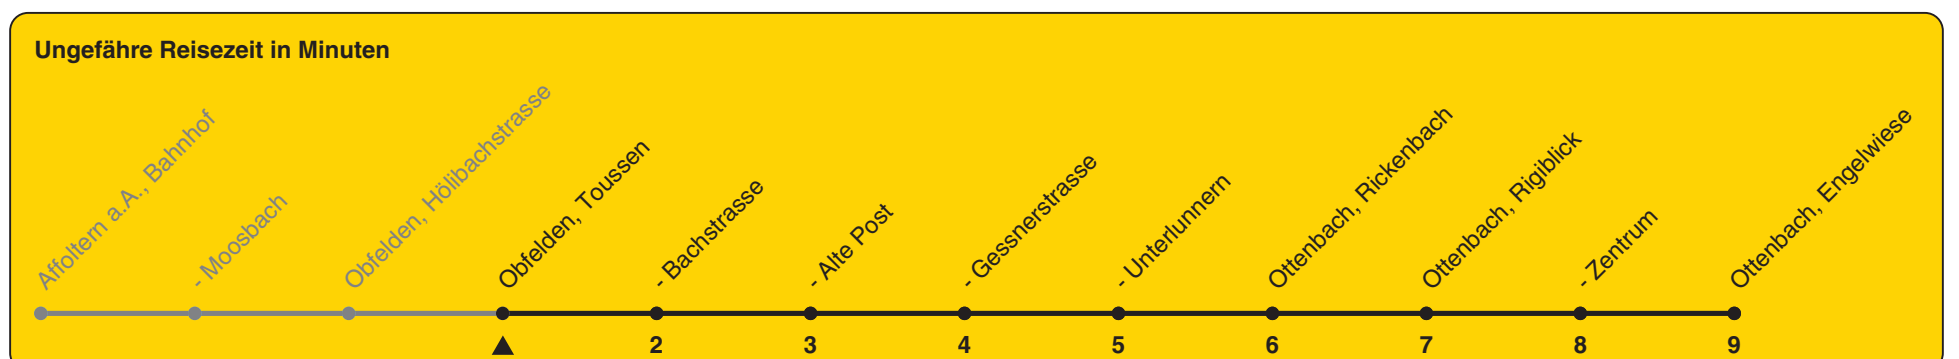 Ungefähre Reisezeit in Minuten
Affoltern a.A., Bahnhof
- Moosbach
Obfelden, Hölibachstrasse
Obfelden, Toussen
- Bachstrasse
- Alte Post
- Gessnerstrasse
- Unterlunnern
Ottenbach, Rickenbach
Ottenbach, Rigiblick
- Zentrum
Ottenbach, Engelwiese
2 3 4 5 6 7 8 9